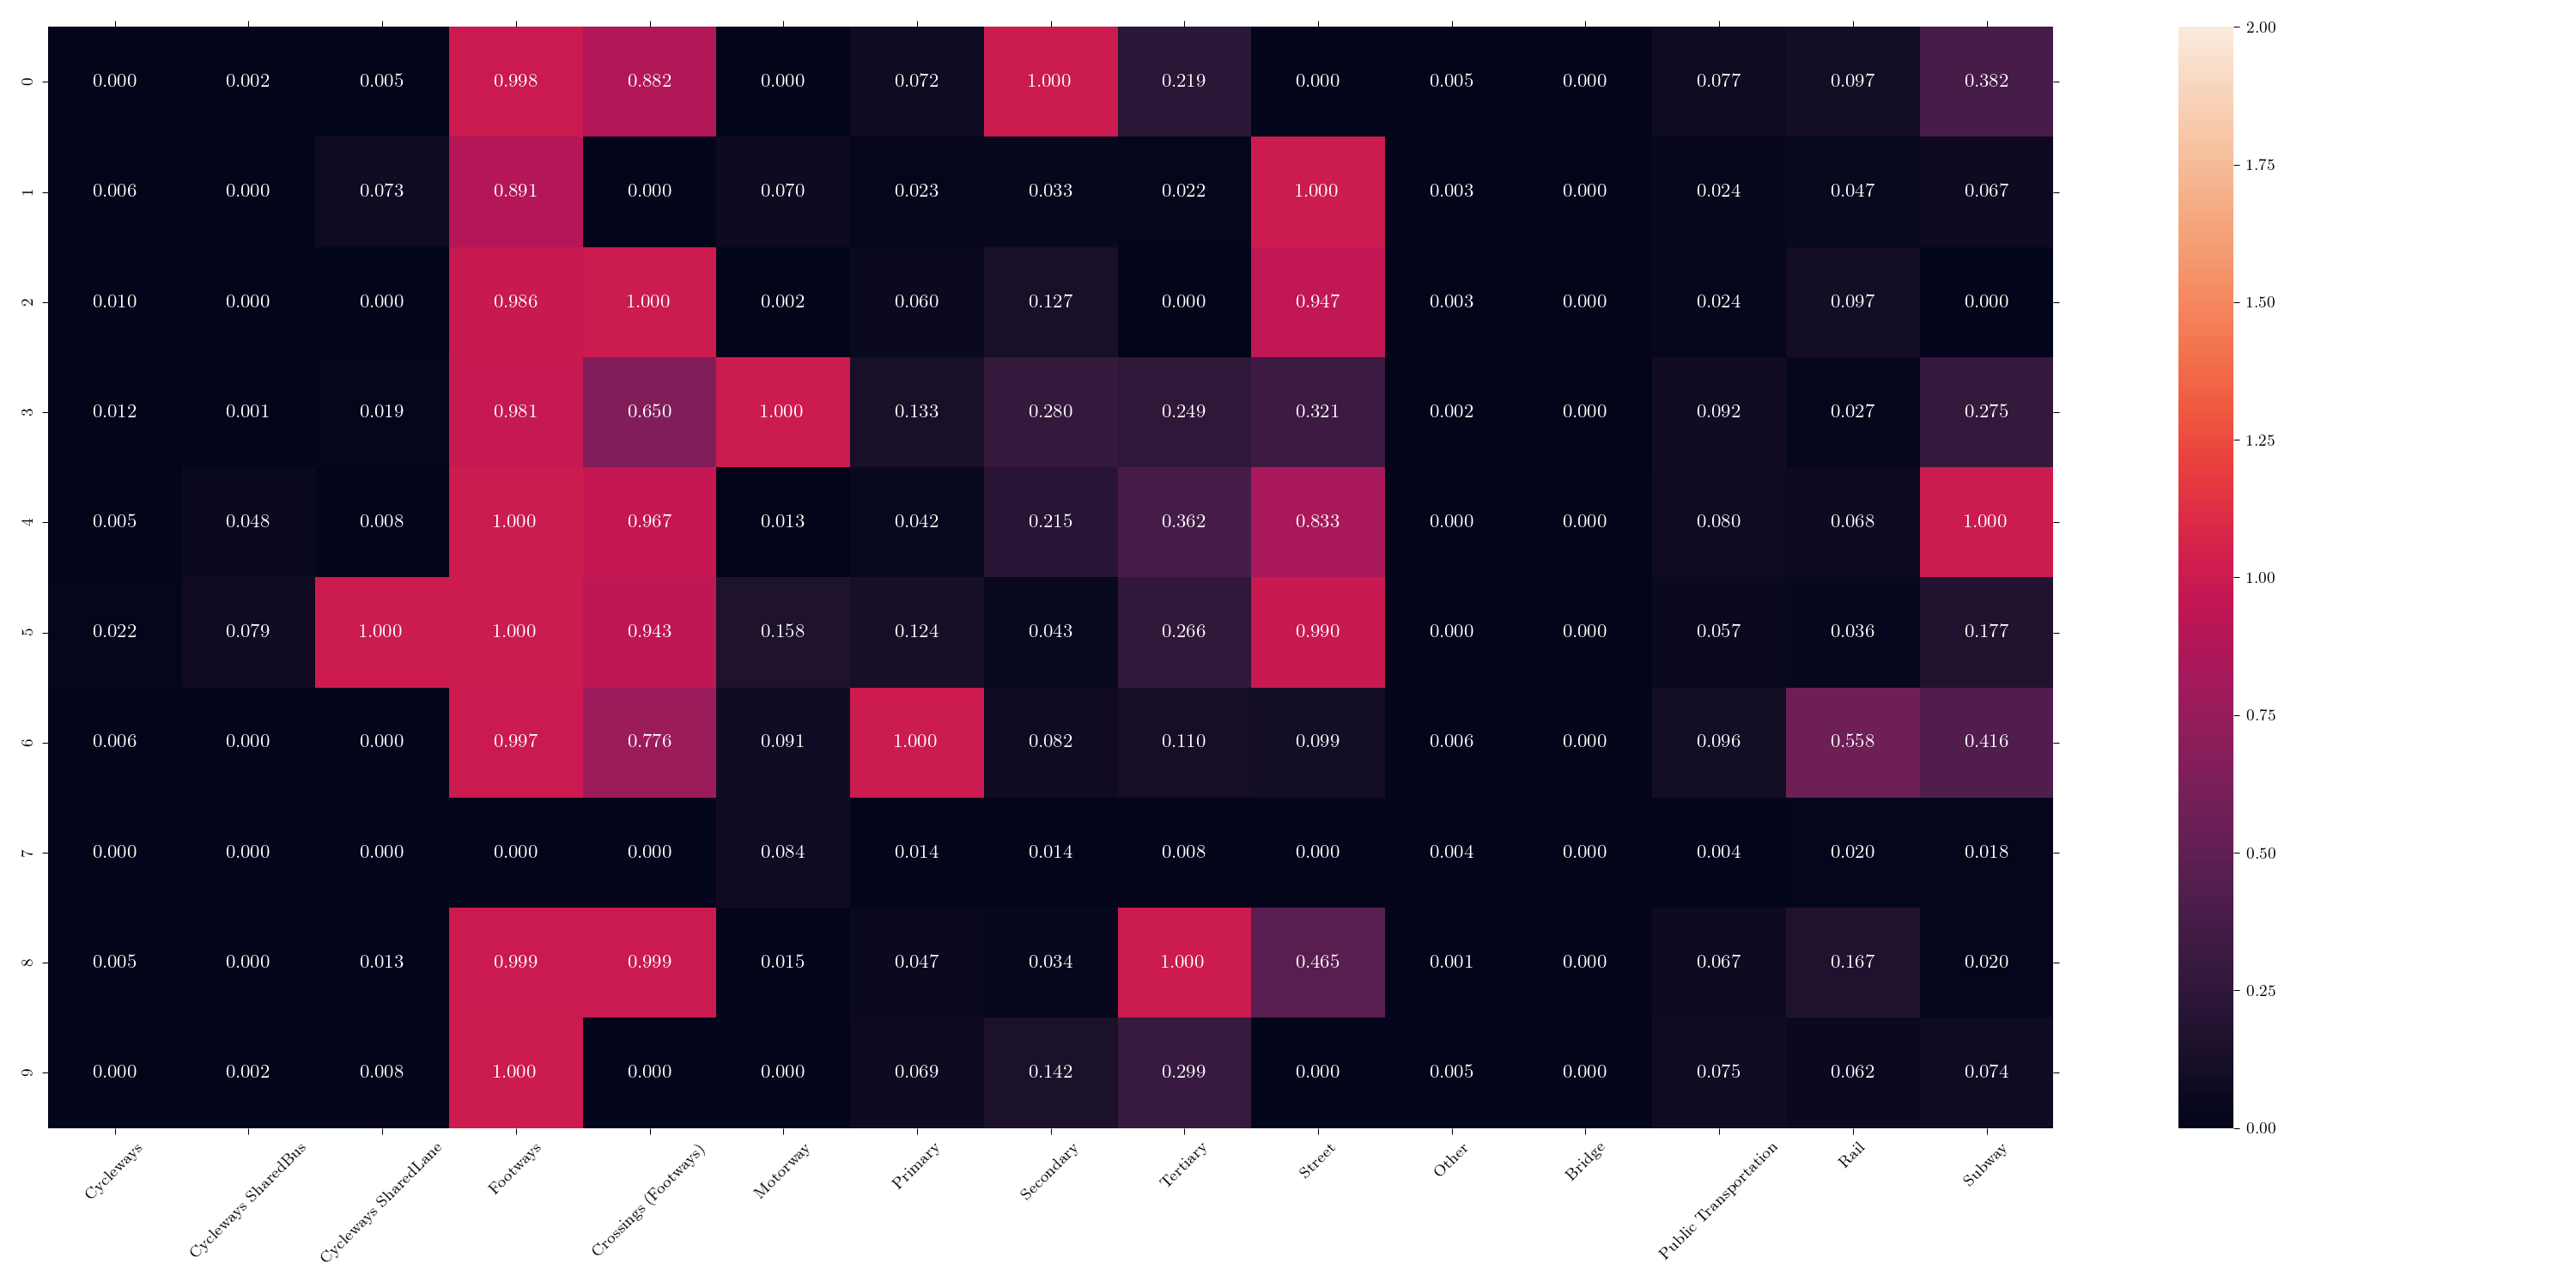 2.00
0 0.000 0.002 0.005 0.998 0.882 0.000 0.072 1.000 0.219 0.000 0.005 0.000 0.077 0.097 0.382
1.75
1 0.006 0.000 0.073 0.891 0.000 0.070 0.023 0.033 0.022 1.000 0.003 0.000 0.024 0.047 0.067
2 0.010 0.000 0.000 0.986 1.000 0.002 0.060 0.127 0.000 0.947 0.003 0.000 0.024 0.097 0.000
1.50
3 0.012 0.001 0.019 0.981 0.650 1.000 0.133 0.280 0.249 0.321 0.002 0.000 0.092 0.027 0.275
1.25
4 0.005 0.048 0.008 1.000 0.967 0.013 0.042 0.215 0.362 0.833 0.000 0.000 0.080 0.068 1.000
1.00
5 0.022 0.079 1.000 1.000 0.943 0.158 0.124 0.043 0.266 0.990 0.000 0.000 0.057 0.036 0.177
0.75
6 0.006 0.000 0.000 0.997 0.776 0.091 1.000 0.082 0.110 0.099 0.006 0.000 0.096 0.558 0.416
7 0.000 0.000 0.000 0.000 0.000 0.084 0.014 0.014 0.008 0.000 0.004 0.000 0.004 0.020 0.018
0.50
8 0.005 0.000 0.013 0.999 0.999 0.015 0.047 0.034 1.000 0.465 0.001 0.000 0.067 0.167 0.020
0.25
9 0.000 0.002 0.008 1.000 0.000 0.000 0.069 0.142 0.299 0.000 0.005 0.000 0.075 0.062 0.074
0.00
Cycleways
Cycleways SharedBus
Cycleways SharedLane
Footways
Crossings (Footways)
Motorway
Primary
Secondary
Tertiary
Street
Other
Bridge
Public Transportation
Rail
Subway